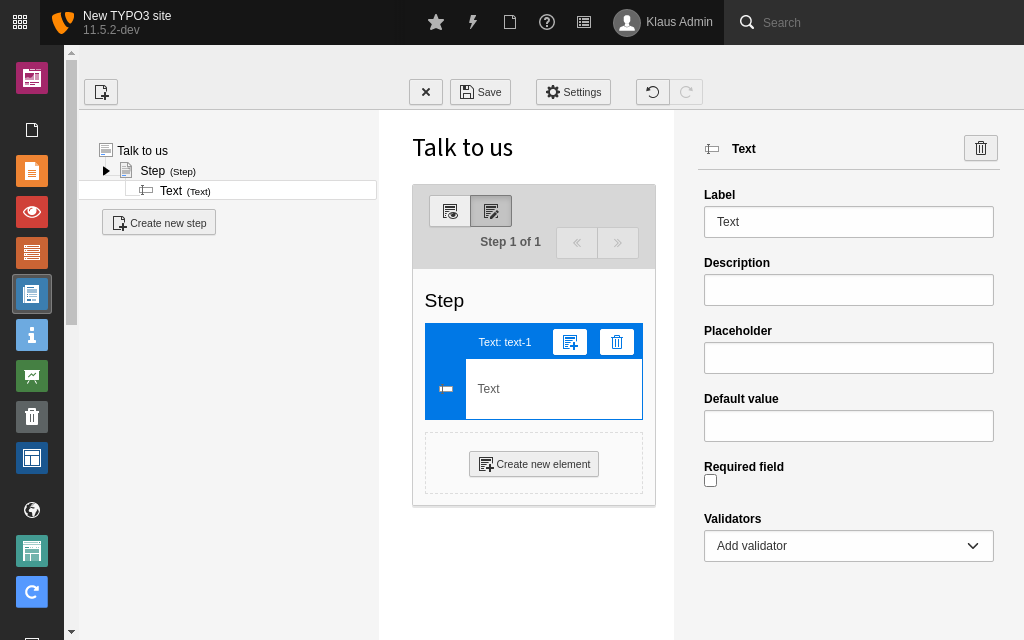 New TYPO3 site
11.5.2-dev
Klaus Admin
Search
Save
Settings
Talk to us
Step (Step)
Text (Text)
Create new step
Talk to us
Step 1 of 1
Step
Text: text-1
Text
Create new element
Text
Label
Text
Description
Placeholder
Default value
Required field
Validators
Add validator